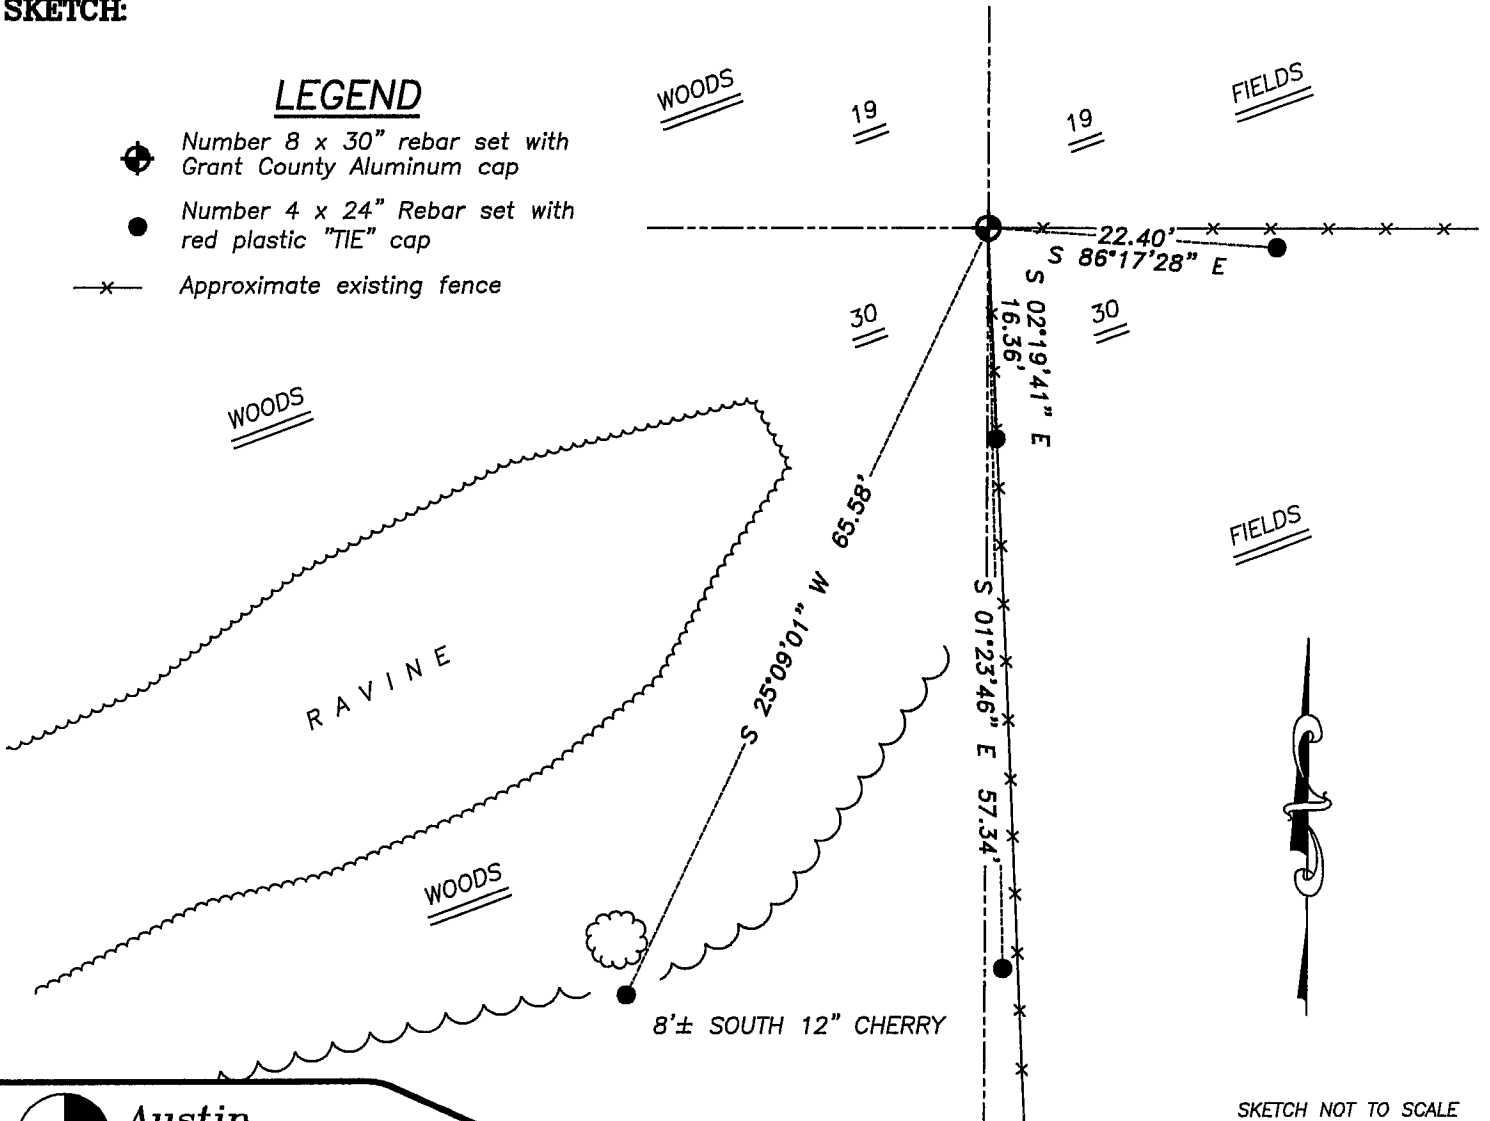 SKETCH:
LEGEND
Number 8 x 30" rebar set with
Grant County Aluminum cap
Number 4 x 24" Rebar set with
red plastic "TIE" cap
Approximate existing fence
WOODS
19
19
FIELDS
22.40'
S 86°17'28" E
S 02°19'41" E
16.36'
30
30
WOODS
S 25°09'01" W 65.58'
FIELDS
S 01°23'46" E 57.34'
RAVINE
WOODS
8'± SOUTH 12" CHERRY
Austin
SKETCH NOT TO SCALE